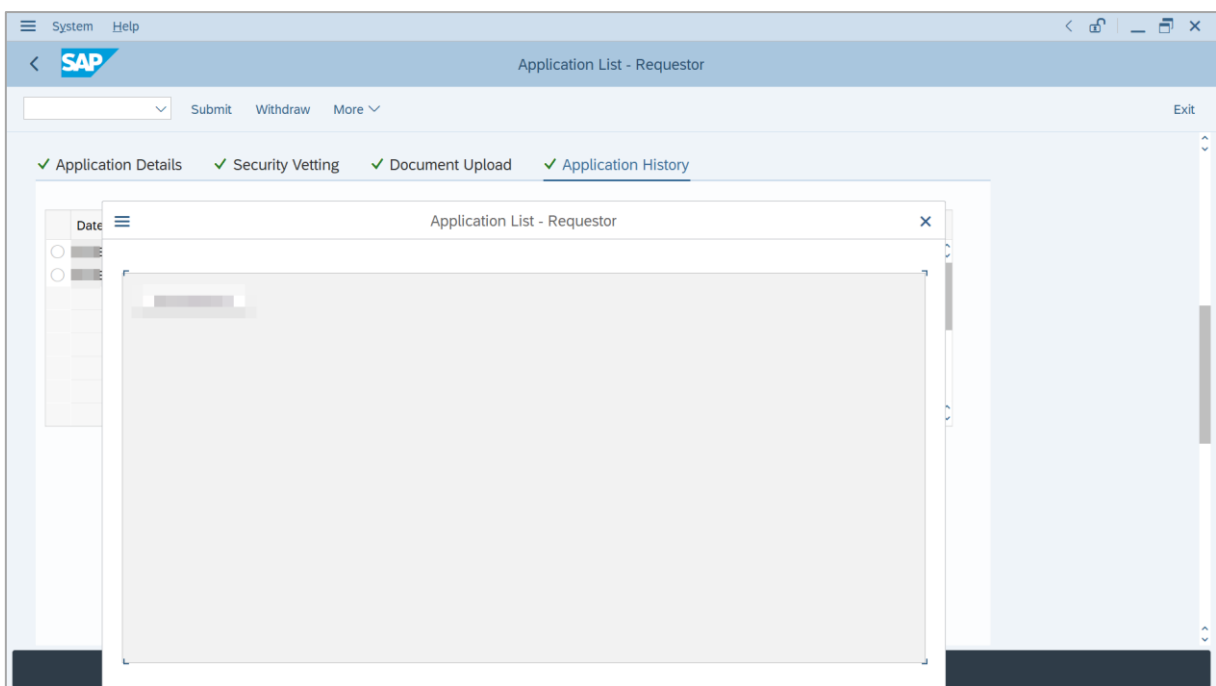 System Help
SAP
Application List - Requestor
Submit Withdraw More
Exit
Application Details Security Vetting Document Upload Application History
Date
Application List - Requestor